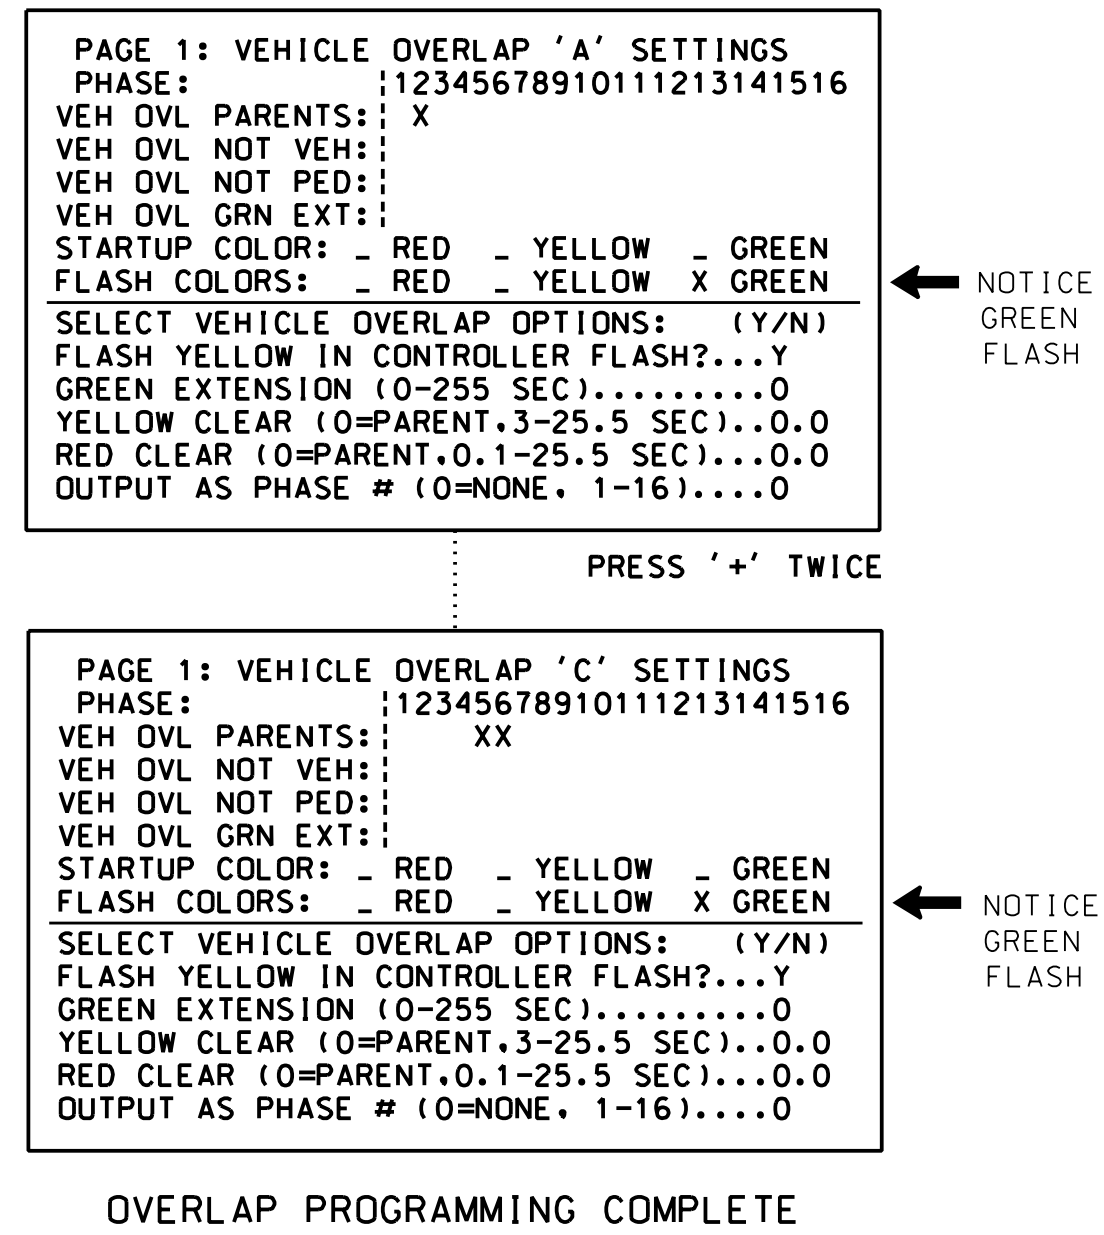 PAGE 1: VEHICLE OVERLAP 'A' SETTINGS
PHASE: ¦12345678910111213141516
VEH OVL PARENTS:¦ X
VEH OVL NOT VEH:¦
VEH OVL NOT PED:¦
VEH OVL GRN EXT:¦
STARTUP COLOR: _ RED _ YELLOW _ GREEN
FLASH COLORS: _ RED _ YELLOW X GREEN
NOTICE
GREEN
FLASH
SELECT VEHICLE OVERLAP OPTIONS: (Y/N)
FLASH YELLOW IN CONTROLLER FLASH?...Y
GREEN EXTENSION (0-255 SEC).........0
YELLOW CLEAR (0=PARENT,3-25.5 SEC)..0.0
RED CLEAR (0=PARENT,0.1-25.5 SEC)...0.0
OUTPUT AS PHASE # (0=NONE, 1-16)....0
PRESS '+' TWICE
PAGE 1: VEHICLE OVERLAP 'C' SETTINGS
PHASE: ¦12345678910111213141516
VEH OVL PARENTS:¦ XX
VEH OVL NOT VEH:¦
VEH OVL NOT PED:¦
VEH OVL GRN EXT:¦
STARTUP COLOR: _ RED _ YELLOW _ GREEN
FLASH COLORS: _ RED _ YELLOW X GREEN
NOTICE
GREEN
FLASH
SELECT VEHICLE OVERLAP OPTIONS: (Y/N)
FLASH YELLOW IN CONTROLLER FLASH?...Y
GREEN EXTENSION (0-255 SEC).........0
YELLOW CLEAR (0=PARENT,3-25.5 SEC)..0.0
RED CLEAR (0=PARENT,0.1-25.5 SEC)...0.0
OUTPUT AS PHASE # (0=NONE, 1-16)....0
OVERLAP PROGRAMMING COMPLETE